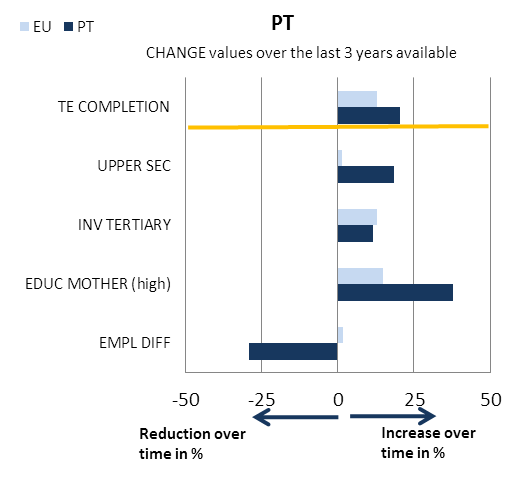 PT
EU PT
CHANGE values over the last 3 years available
TE COMPLETION
UPPER SEC
INV TERTIARY
EDUC MOTHER (high)
EMPL DIFF
-50 -25 0 25 50
Reduction over
time in %
Increase over
time in %